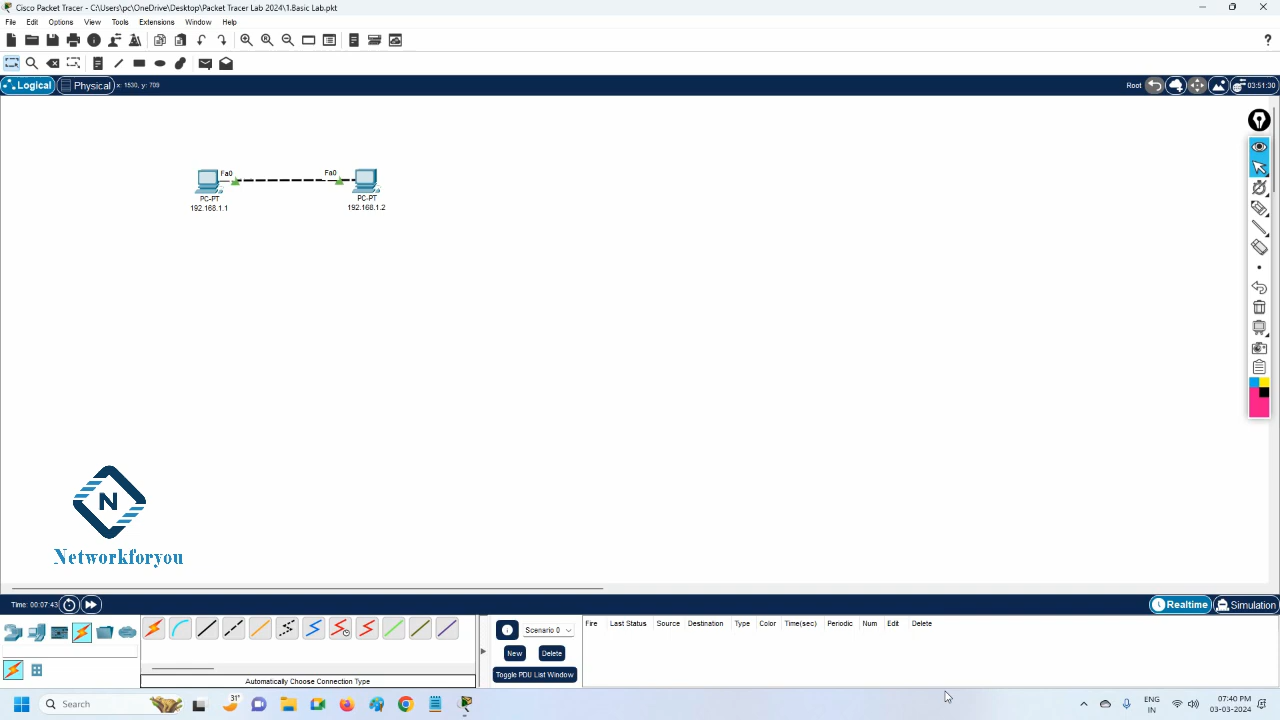 Cisco Packet Tracer - C:\Users\pc\OneDrive\Desktop\Packet Tracer Lab 2024\1.Basic Lab.pkt
File Edit Options View Tools Extensions Window Help
Logical Physical x: 1530, y: 709 Root 03:51:30
Fa0 Fa0
PC-PT PC-PT
192.168.1.1 192.168.1.2
N
Networkforyou
Time: 00:07:43 Realtime Simulation
Scenario 0 Fire Last Status Source Destination Type Color Time(sec) Periodic Num Edit Delete
New Delete
Toggle PDU List Window
Automatically Choose Connection Type
Search 31° ENG IN 07:40 PM 03-03-2024